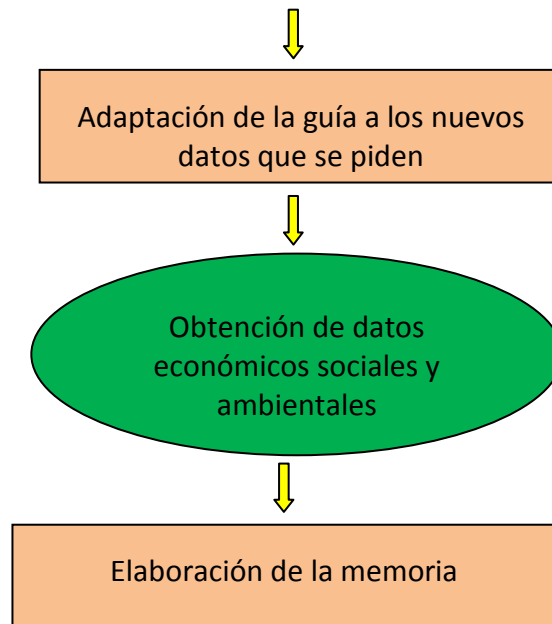 Adaptación de la guía a los nuevos
datos que se piden
Obtención de datos
económicos sociales y
ambientales
Elaboración de la memoria